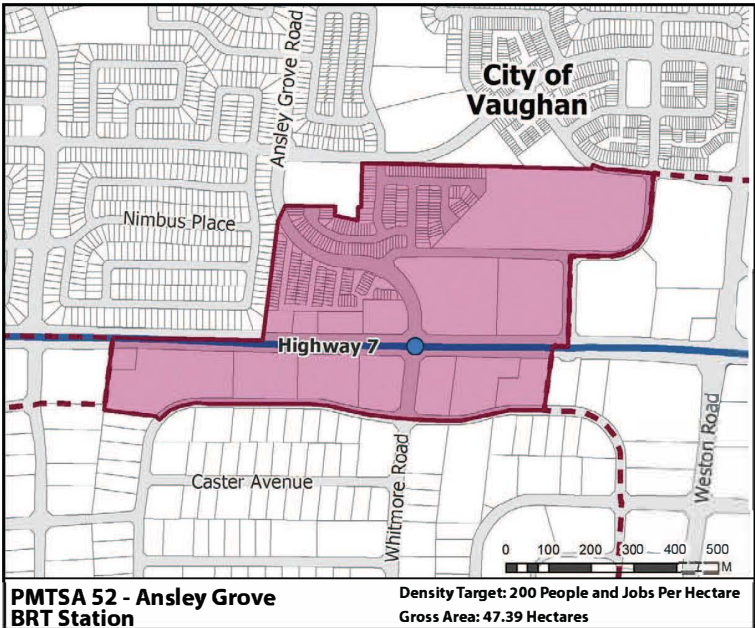 Ansley Grove Road
City of
Vaughan
Nimbus Place
Highway 7
Caster Avenue
Whitmore Road
Weston Road
0 100 200 300 400 500
M
PMTSA 52 - Ansley Grove
BRT Station
Density Target: 200 People and Jobs Per Hectare
Gross Area: 47.39 Hectares